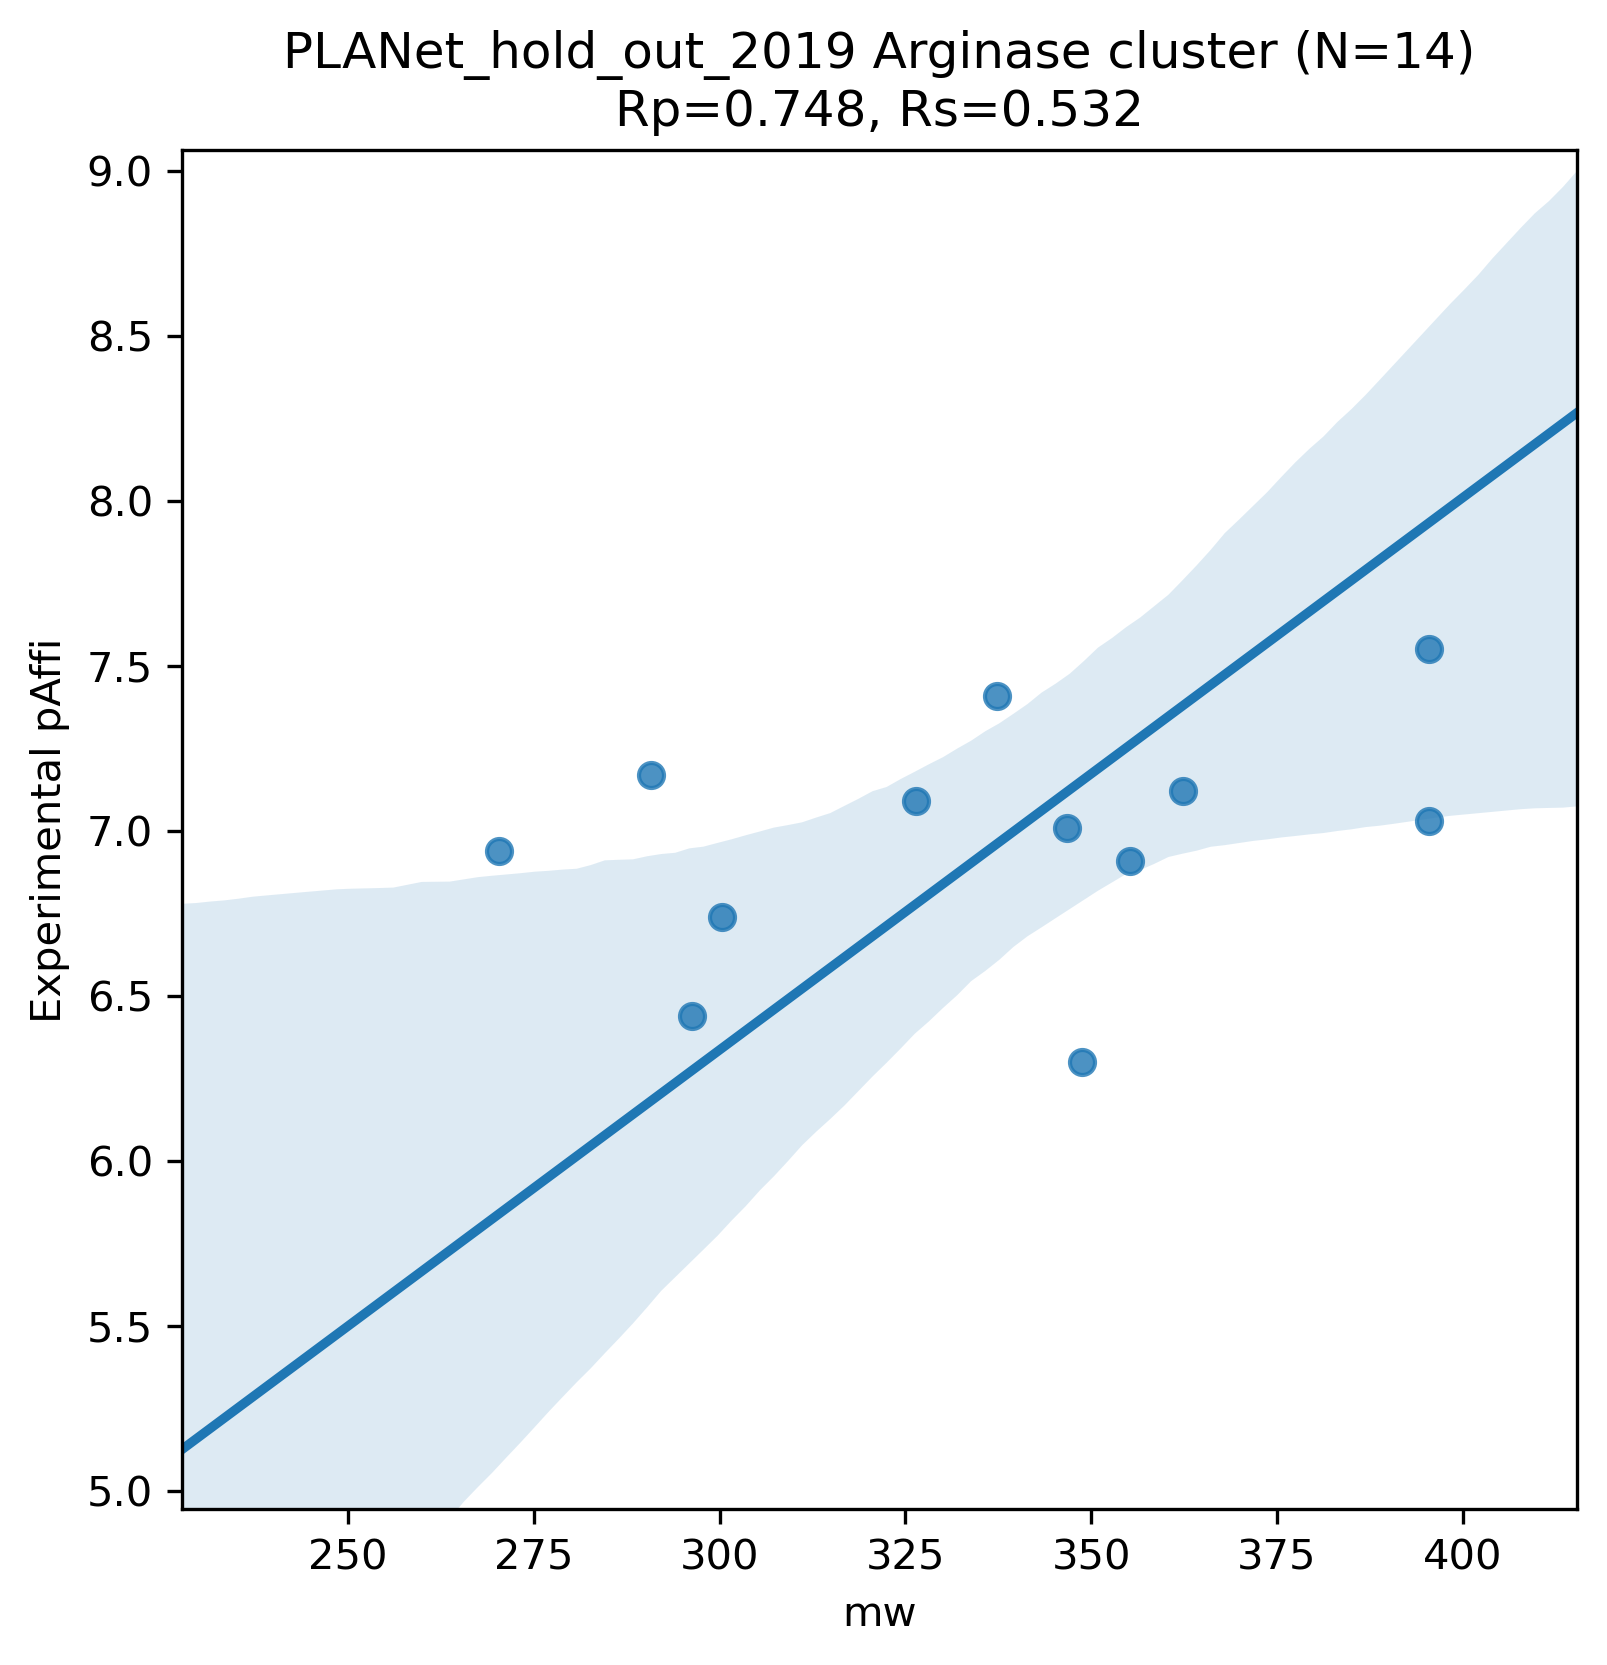 PLANet_hold_out_2019 Arginase cluster (N=14)
Rp=0.748, Rs=0.532
9.0
8.5
8.0
7.5
7.0
6.5
6.0
5.5
5.0
Experimental pAffi
250 275 300 325 350 375 400
mw